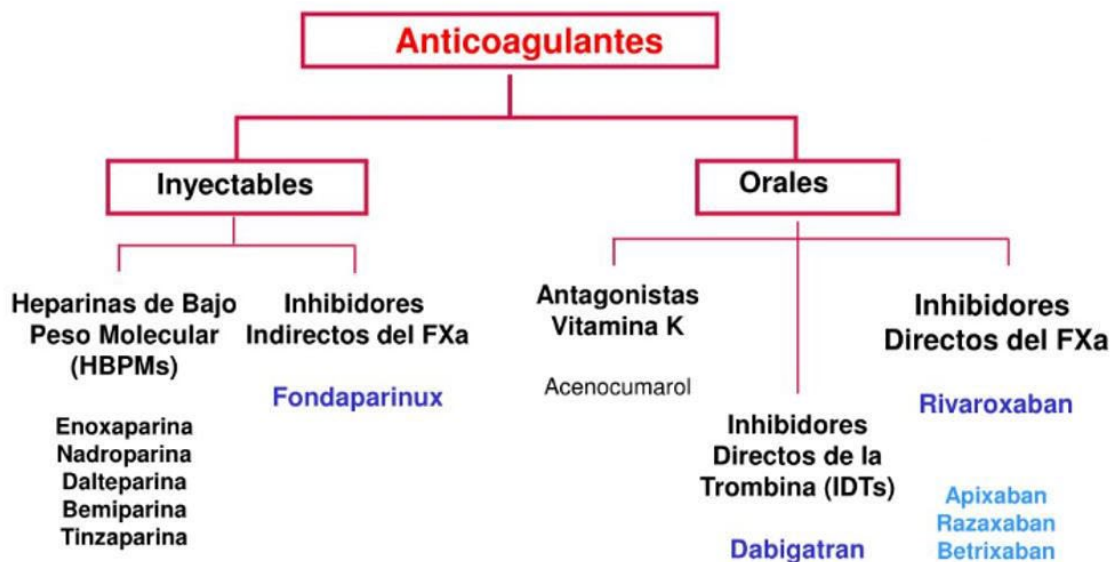 Anticoagulantes
Inyectables
Orales
Heparinas de Bajo
Peso Molecular
(HBPMs)
Enoxaparina
Nadroparina
Dalteparina
Bemiparina
Tinzaparina
Inhibidores
Indirectos del FXa
Fondaparinux
Antagonistas
Vitamina K
Acenocumarol
Inhibidores
Directos de la
Trombina (IDTs)
Dabigatran
Inhibidores
Directos del FXa
Rivaroxaban
Apixaban
Razaxaban
Betrixaban